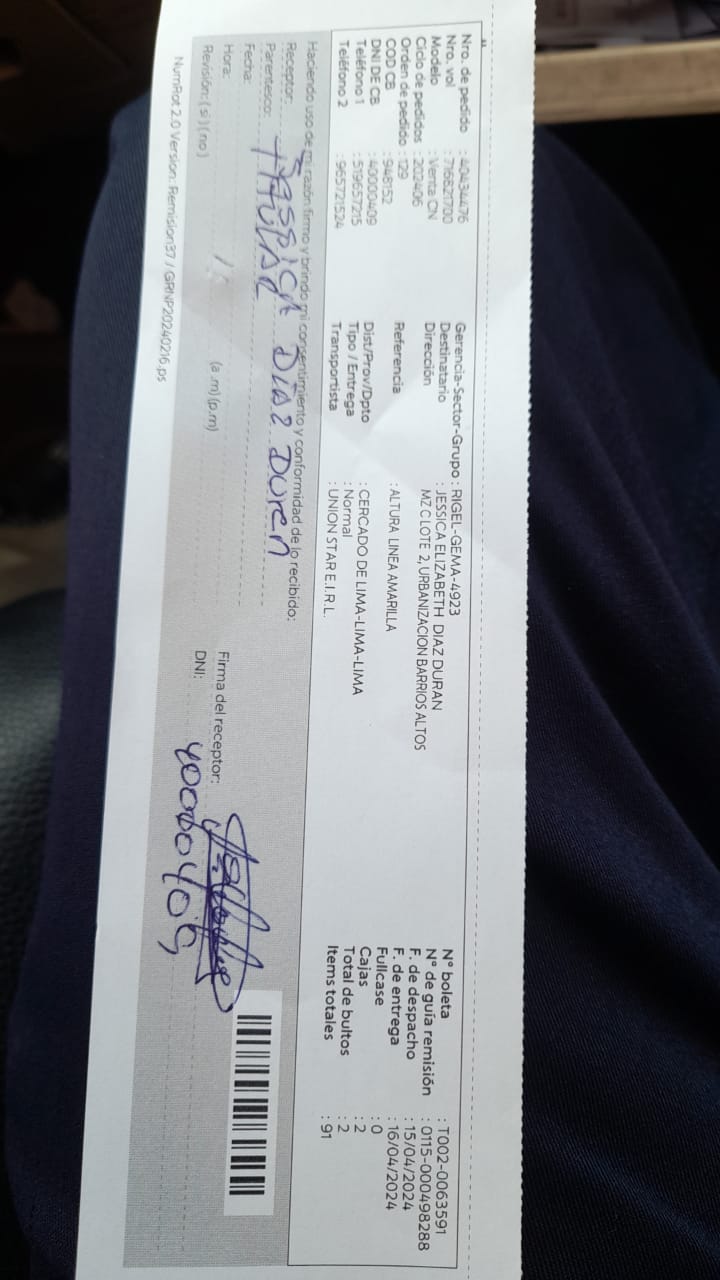 Nro. de pedido : 40434476
Nro. vol : 716821700
Modelo : Venta CN
Ciclo de pedidos : 202406
Orden de pedido : 129
COD CB : 948152
DNI DE CB : 40000409
Teléfono 1 : 519657215
Teléfono 2 : 965721524
Gerencia-Sector-Grupo : RIGEL-GEMA-4923
Destinatario : JESSICA ELIZABETH DIAZ DURAN
Dirección MZ C LOTE 2, URBANIZACION BARRIOS ALTOS
Referencia : ALTURA LINEA AMARILLA
Dist/Prov/Dpto : CERCADO DE LIMA-LIMA-LIMA
Tipo / Entrega : Normal
Transportista : UNION STAR E.I.R.L.
N° boleta : T002-0063591
N° de guía remisión : 0115-000498288
F. de despacho : 15/04/2024
F. de entrega : 16/04/2024
Fullcase : 0
Cajas : 2
Total de bultos : 2
Items totales : 91
Haciendo uso de mi razón firmo y brindo mi consentimiento y conformidad de lo recibido:
Receptor: Diaz Duren
Parentesco: Titular
Fecha:
Hora: (a.m) (p.m)
Revisión: ( si ) ( no )
Firma del receptor:
DNI: 40000409
NumRot 2.0 Version: Remision37 / GRNP20240216.ps